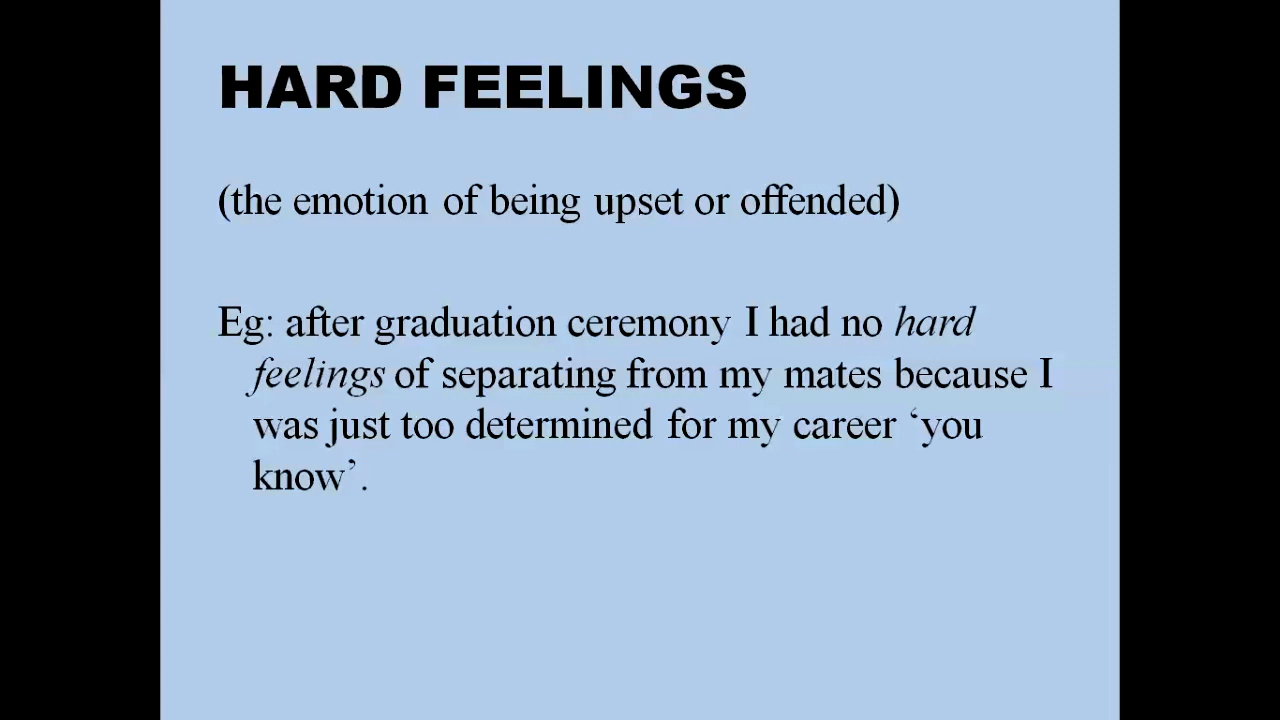 HARD FEELINGS
(the emotion of being upset or offended)
Eg: after graduation ceremony I had no hard
feelings of separating from my mates because I
was just too determined for my career ‘you
know’.